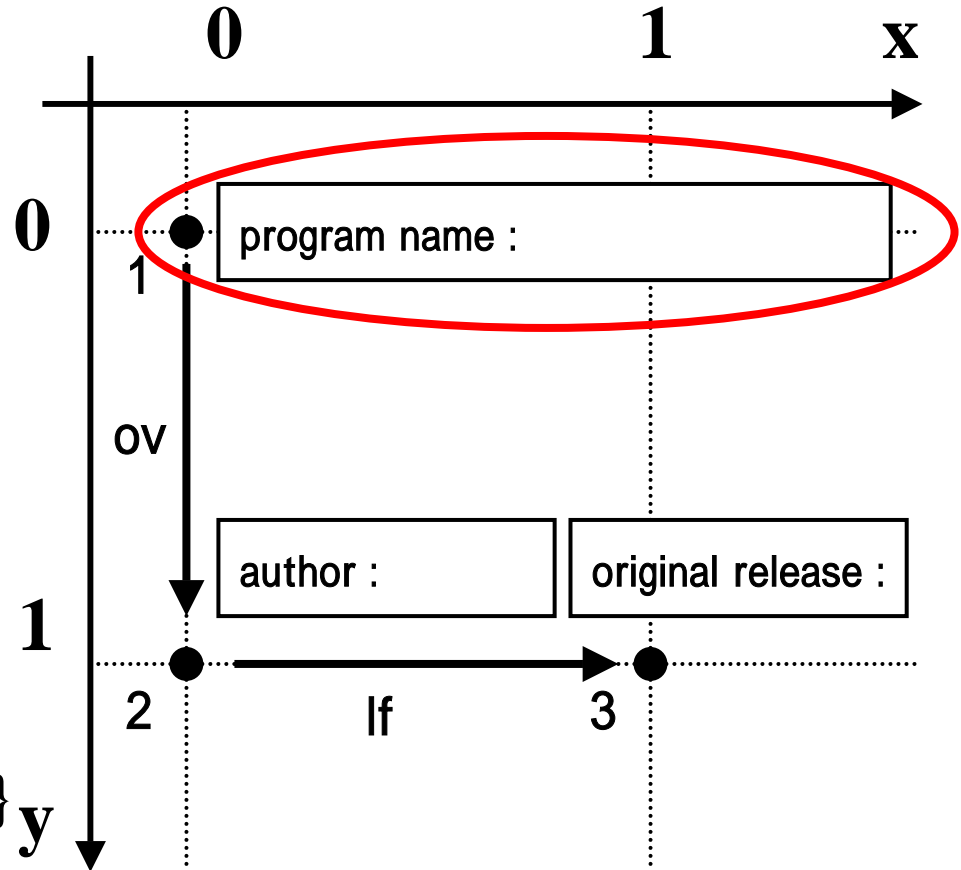 0 1 x
0
program name :
1
ov
author :
original release :
1
2
lf
3
}
y